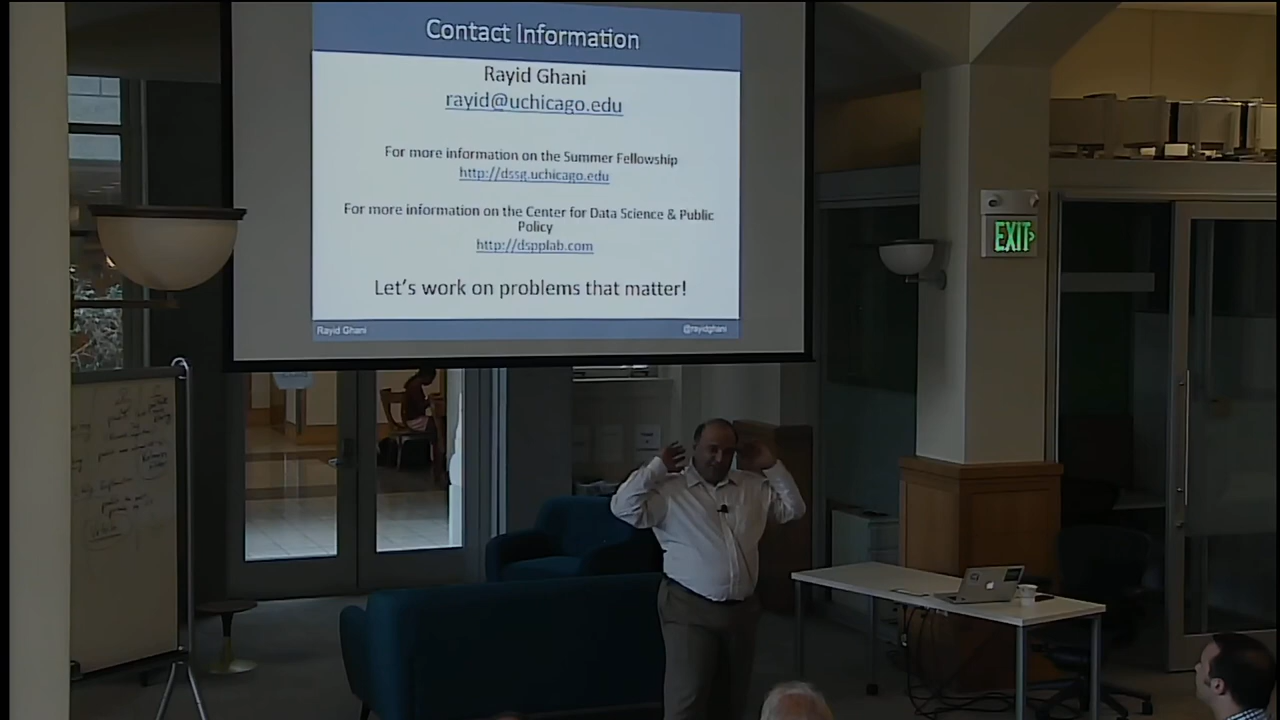 Contact Information
Rayid Ghani
rayid@uchicago.edu
For more information on the Summer Fellowship
http://dssg.uchicago.edu
For more information on the Center for Data Science & Public
Policy
http://dspplab.com
Let's work on problems that matter!
Rayid Ghani
@rayidghani
EXIT